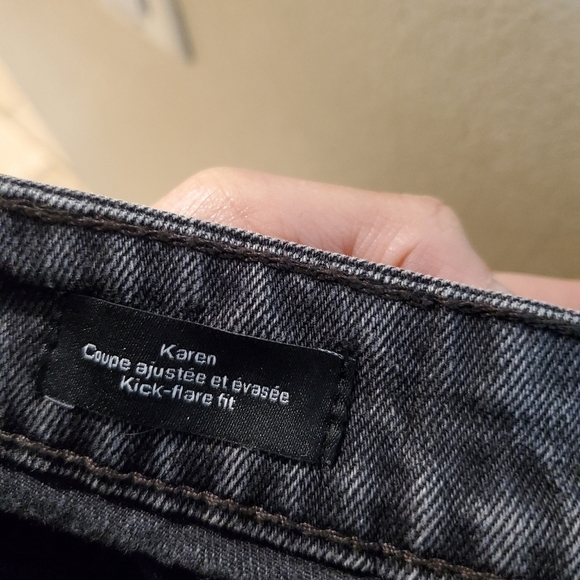 Karen
Coupe ajustée et évasée
Kick-flare fit